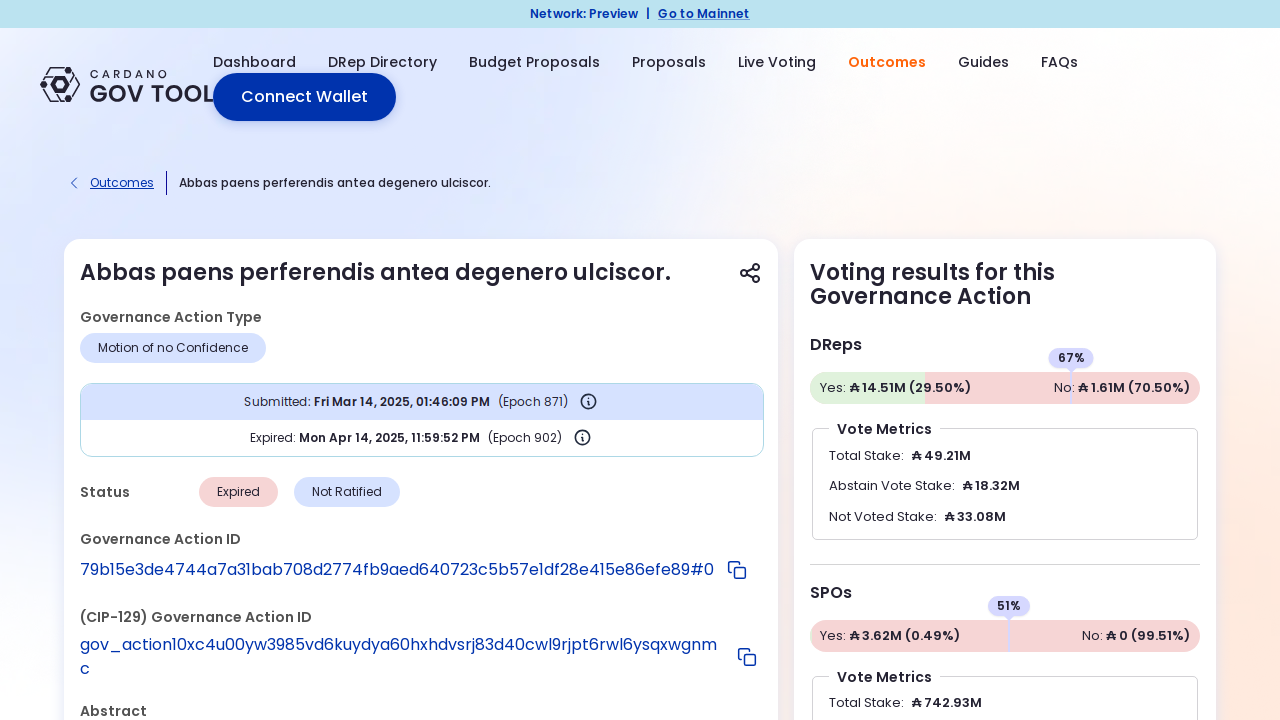 Network: Preview | Go to Mainnet
CARDANO
GOV TOOL
Dashboard DRep Directory Budget Proposals Proposals Live Voting Outcomes Guides FAQs
Connect Wallet
Outcomes Abbas paens perferendis antea degenero ulciscor.
Abbas paens perferendis antea degenero ulciscor.
Governance Action Type
Motion of no Confidence
Submitted: Fri Mar 14, 2025, 01:46:09 PM (Epoch 871)
Expired: Mon Apr 14, 2025, 11:59:52 PM (Epoch 902)
Status Expired Not Ratified
Governance Action ID
79b15e3de4744a7a31bab708d2774fb9aed640723c5b57e1df28e415e86efe89#0
(CIP-129) Governance Action ID
gov_action10xc4u00yw3985vd6kuydya60hxhdvsrj83d40cwl9rjpt6rwl6ysqxwgnm
c
Abstract
Voting results for this
Governance Action
DReps
67%
Yes: ₳ 14.51M (29.50%) No: ₳ 1.61M (70.50%)
Vote Metrics
Total Stake: ₳ 49.21M
Abstain Vote Stake: ₳ 18.32M
Not Voted Stake: ₳ 33.08M
SPOs
51%
Yes: ₳ 3.62M (0.49%) No: ₳ 0 (99.51%)
Vote Metrics
Total Stake: ₳ 742.93M